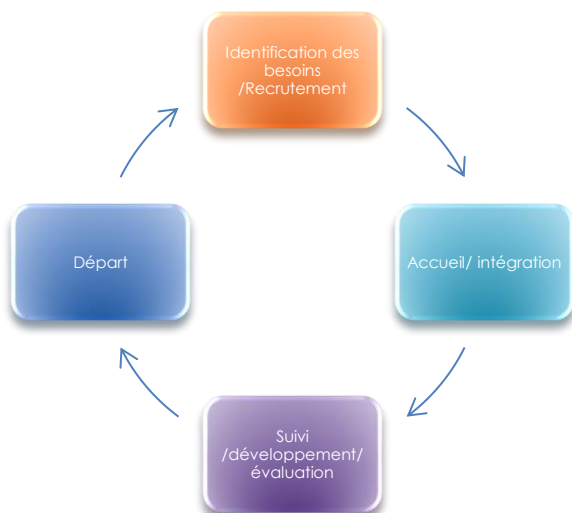 Identification des
besoins
/Recrutement
Départ
Accueil/ intégration
Suivi
/développement/
évaluation